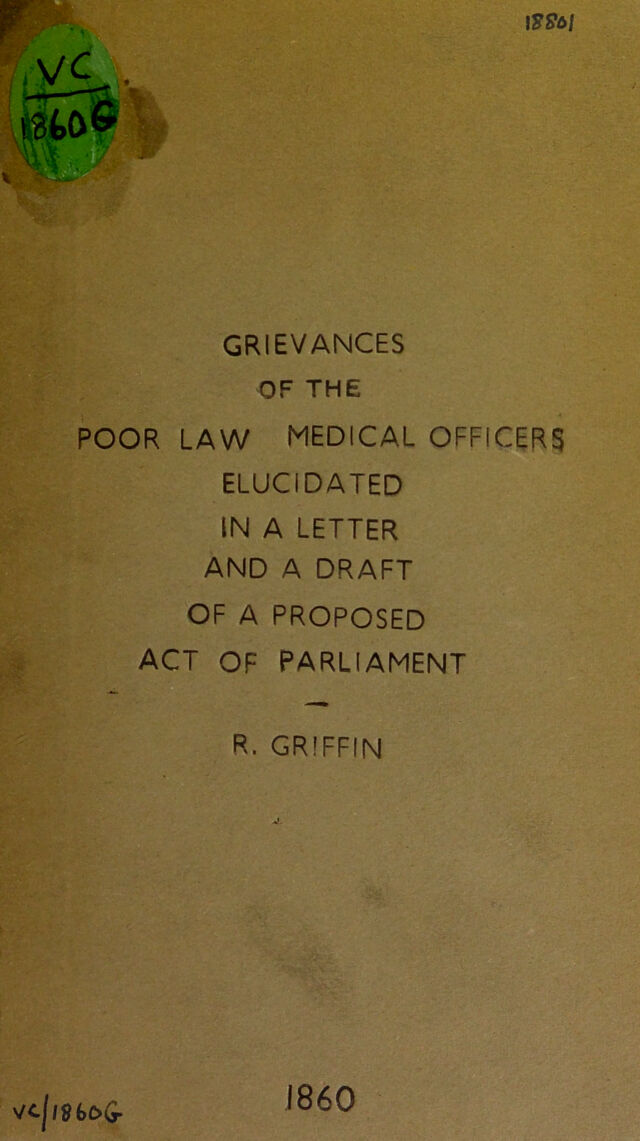 18801
VC
1860G
GRIEVANCES
OF THE
POOR LAW MEDICAL OFFICERS
ELUCIDATED
IN A LETTER
AND A DRAFT
OF A PROPOSED
ACT OF PARLIAMENT
—
R. GRIFFIN
1860
VC/1860G